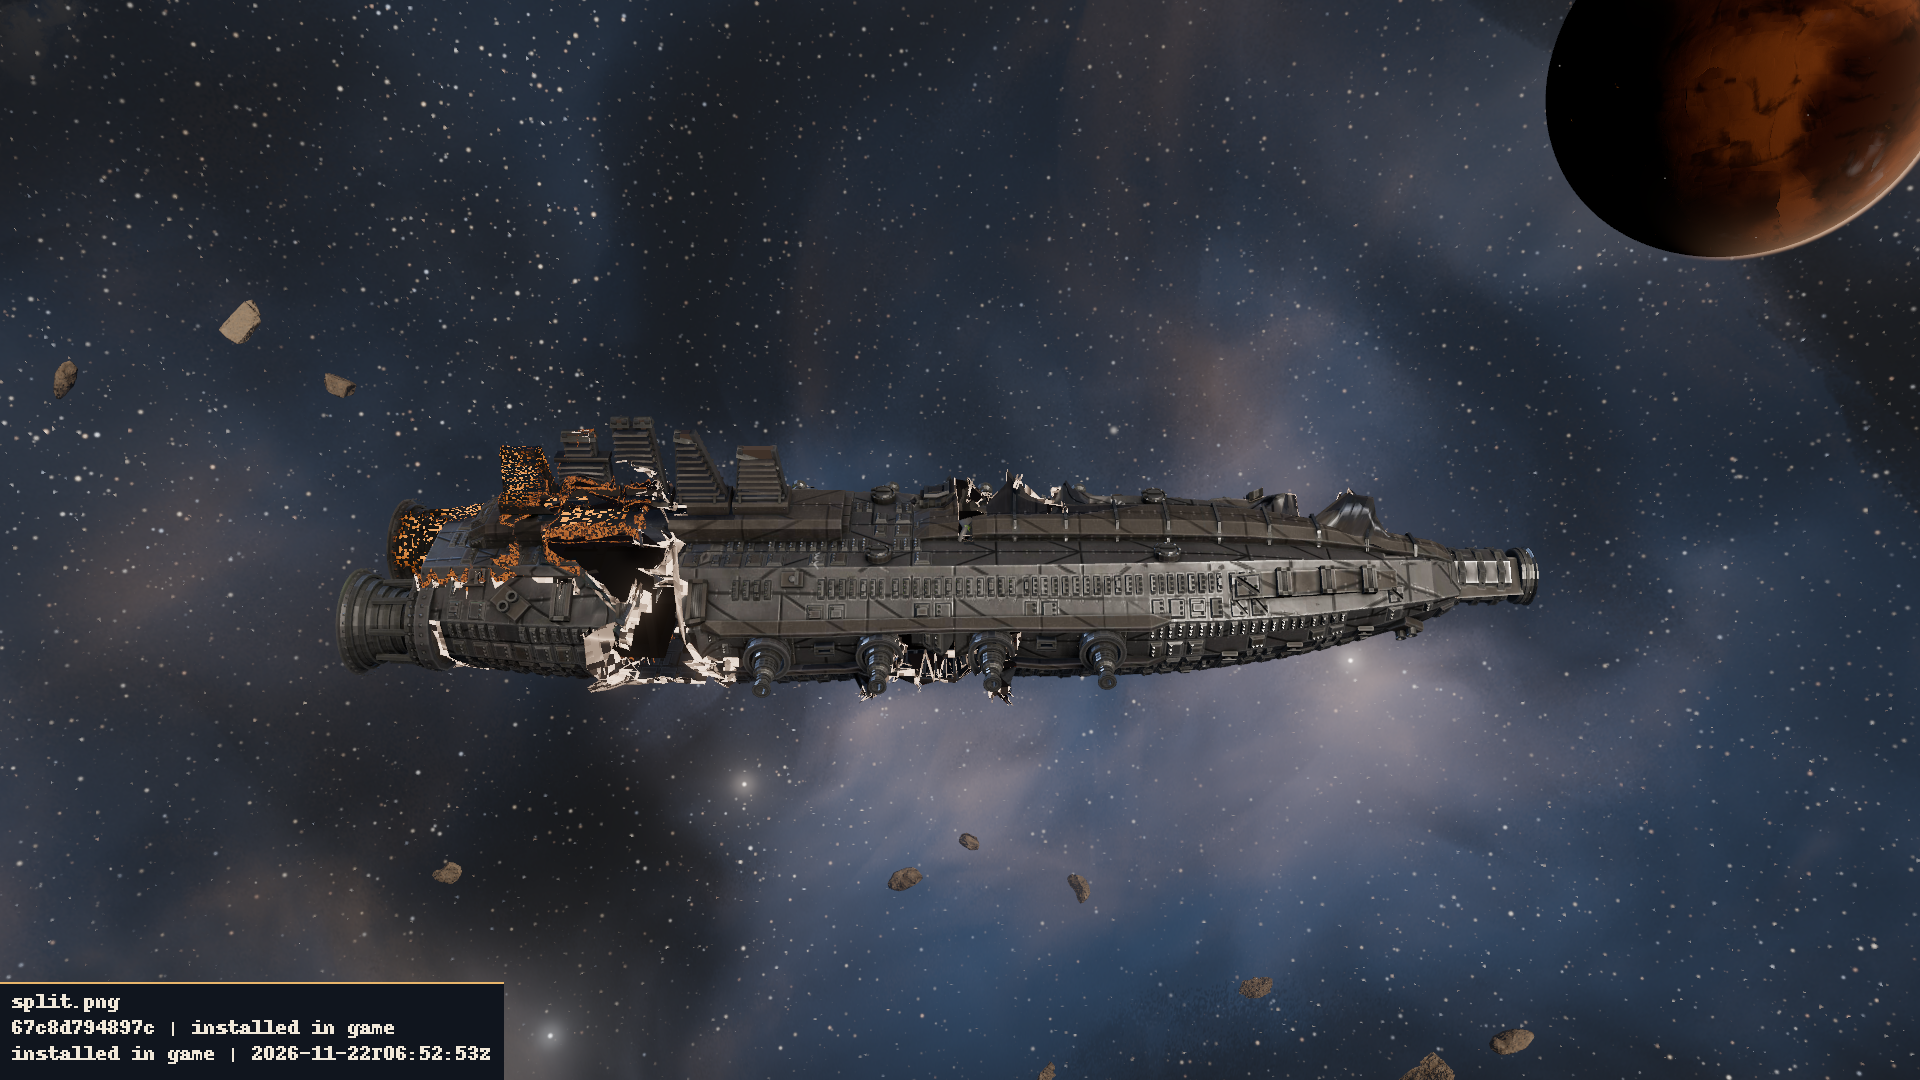 split.png
67c8d794897c | installed in game
installed in game | 2026-11-22T06:52:53Z